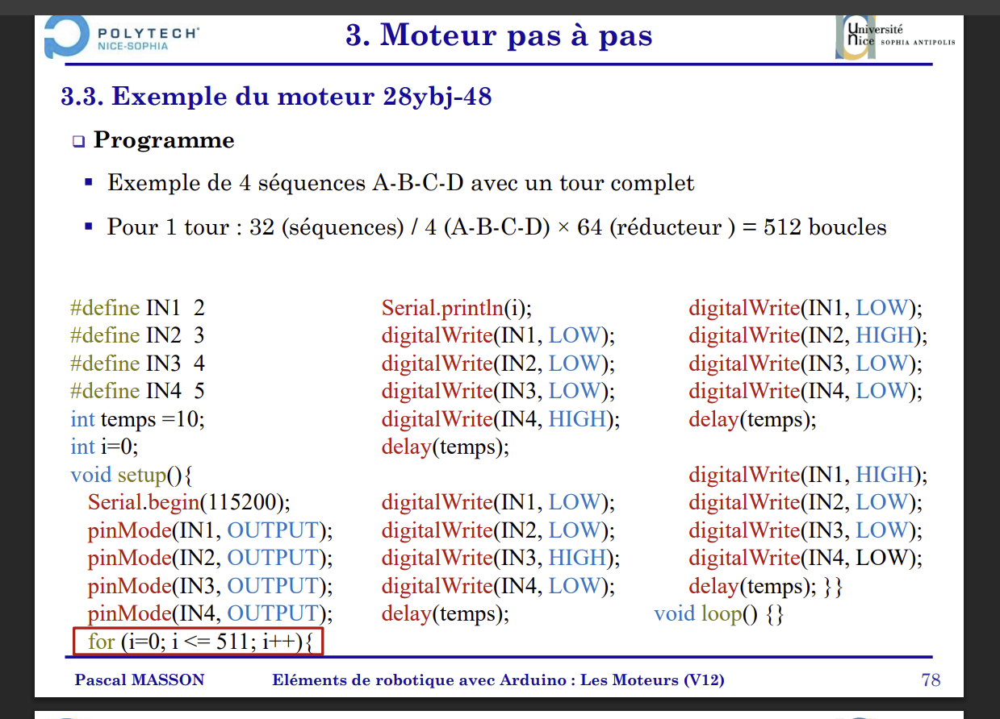 POLYTECH
NICE-SOPHIA
3. Moteur pas à pas
Université
Nice SOPHIA ANTIPOLIS
3.3. Exemple du moteur 28ybj-48
Programme
Exemple de 4 séquences A-B-C-D avec un tour complet
Pour 1 tour : 32 (séquences) / 4 (A-B-C-D) × 64 (réducteur ) = 512 boucles
#define IN1 2
#define IN2 3
#define IN3 4
#define IN4 5
int temps =10;
int i=0;
void setup(){
Serial.begin(115200);
pinMode(IN1, OUTPUT);
pinMode(IN2, OUTPUT);
pinMode(IN3, OUTPUT);
pinMode(IN4, OUTPUT);
for (i=0; i <= 511; i++){
Serial.println(i);
digitalWrite(IN1, LOW);
digitalWrite(IN2, LOW);
digitalWrite(IN3, LOW);
digitalWrite(IN4, HIGH);
delay(temps);
digitalWrite(IN1, LOW);
digitalWrite(IN2, LOW);
digitalWrite(IN3, HIGH);
digitalWrite(IN4, LOW);
delay(temps);
digitalWrite(IN1, LOW);
digitalWrite(IN2, HIGH);
digitalWrite(IN3, LOW);
digitalWrite(IN4, LOW);
delay(temps);
digitalWrite(IN1, HIGH);
digitalWrite(IN2, LOW);
digitalWrite(IN3, LOW);
digitalWrite(IN4, LOW);
delay(temps); }}
void loop() {}
Pascal MASSON
Eléments de robotique avec Arduino : Les Moteurs (V12)
78